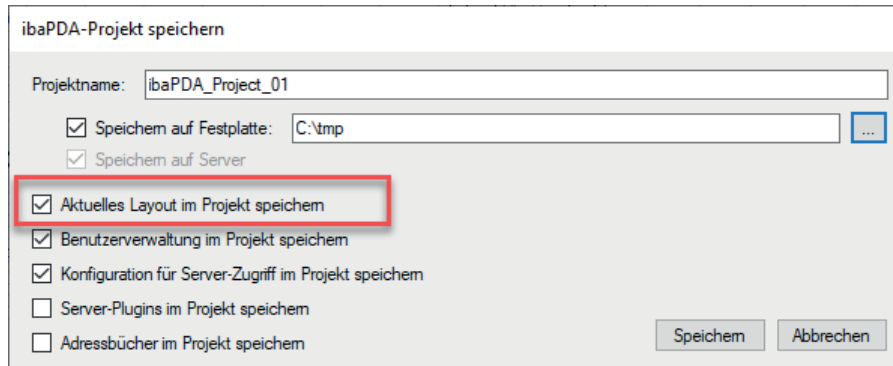 ibaPDA-Projekt speichern
Projektname: ibaPDA_Project_01
Speichern auf Festplatte: C:\tmp ...
Speichern auf Server
Aktuelles Layout im Projekt speichern
Benutzerverwaltung im Projekt speichern
Konfiguration für Server-Zugriff im Projekt speichern
Server-Plugins im Projekt speichern
Adressbücher im Projekt speichern
Speichern Abbrechen